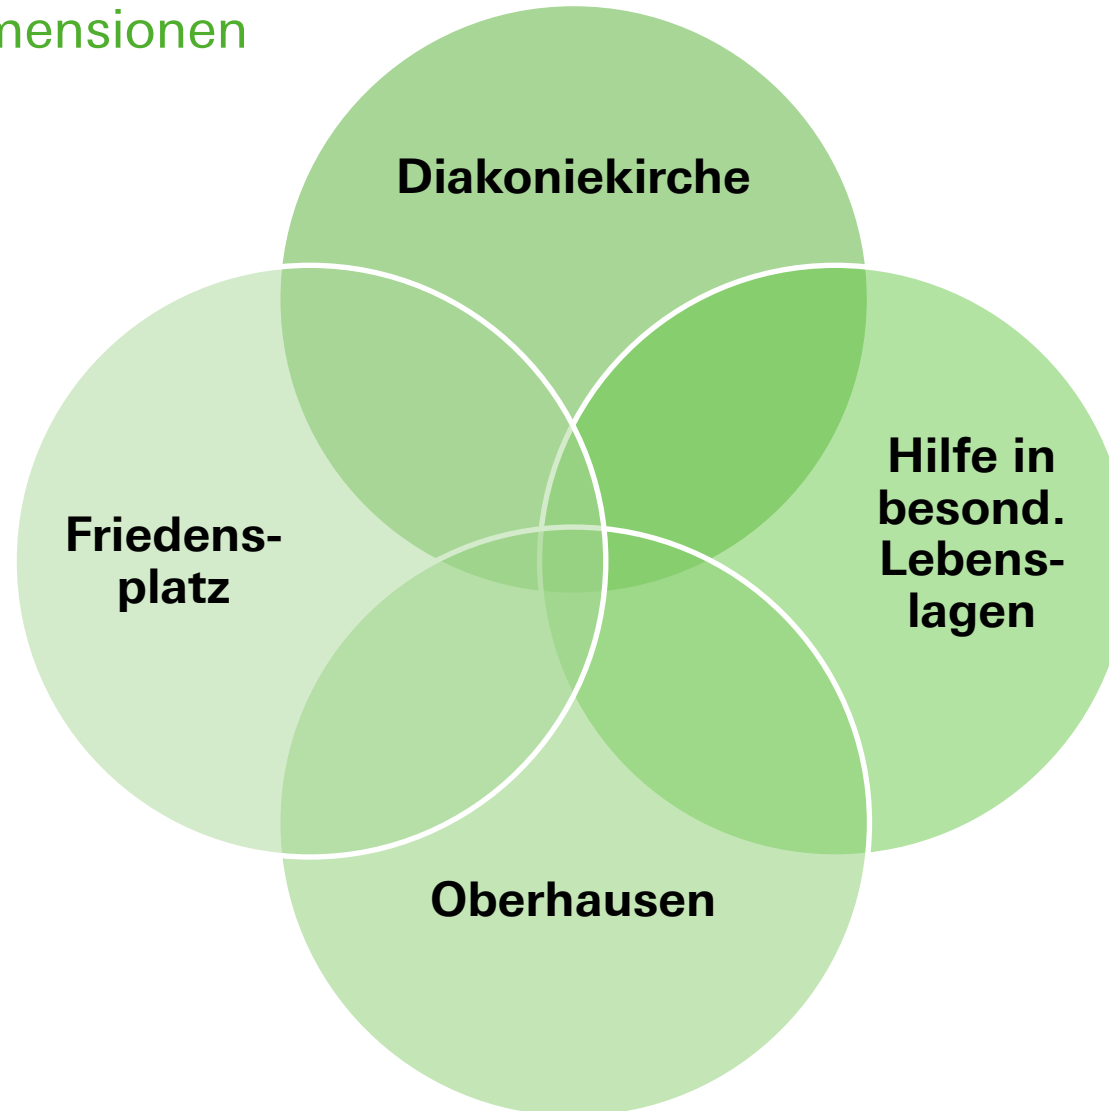 mensionen
Diakoniekirche
Hilfe in
besond.
Lebens-
lagen
Friedens-
platz
Oberhausen